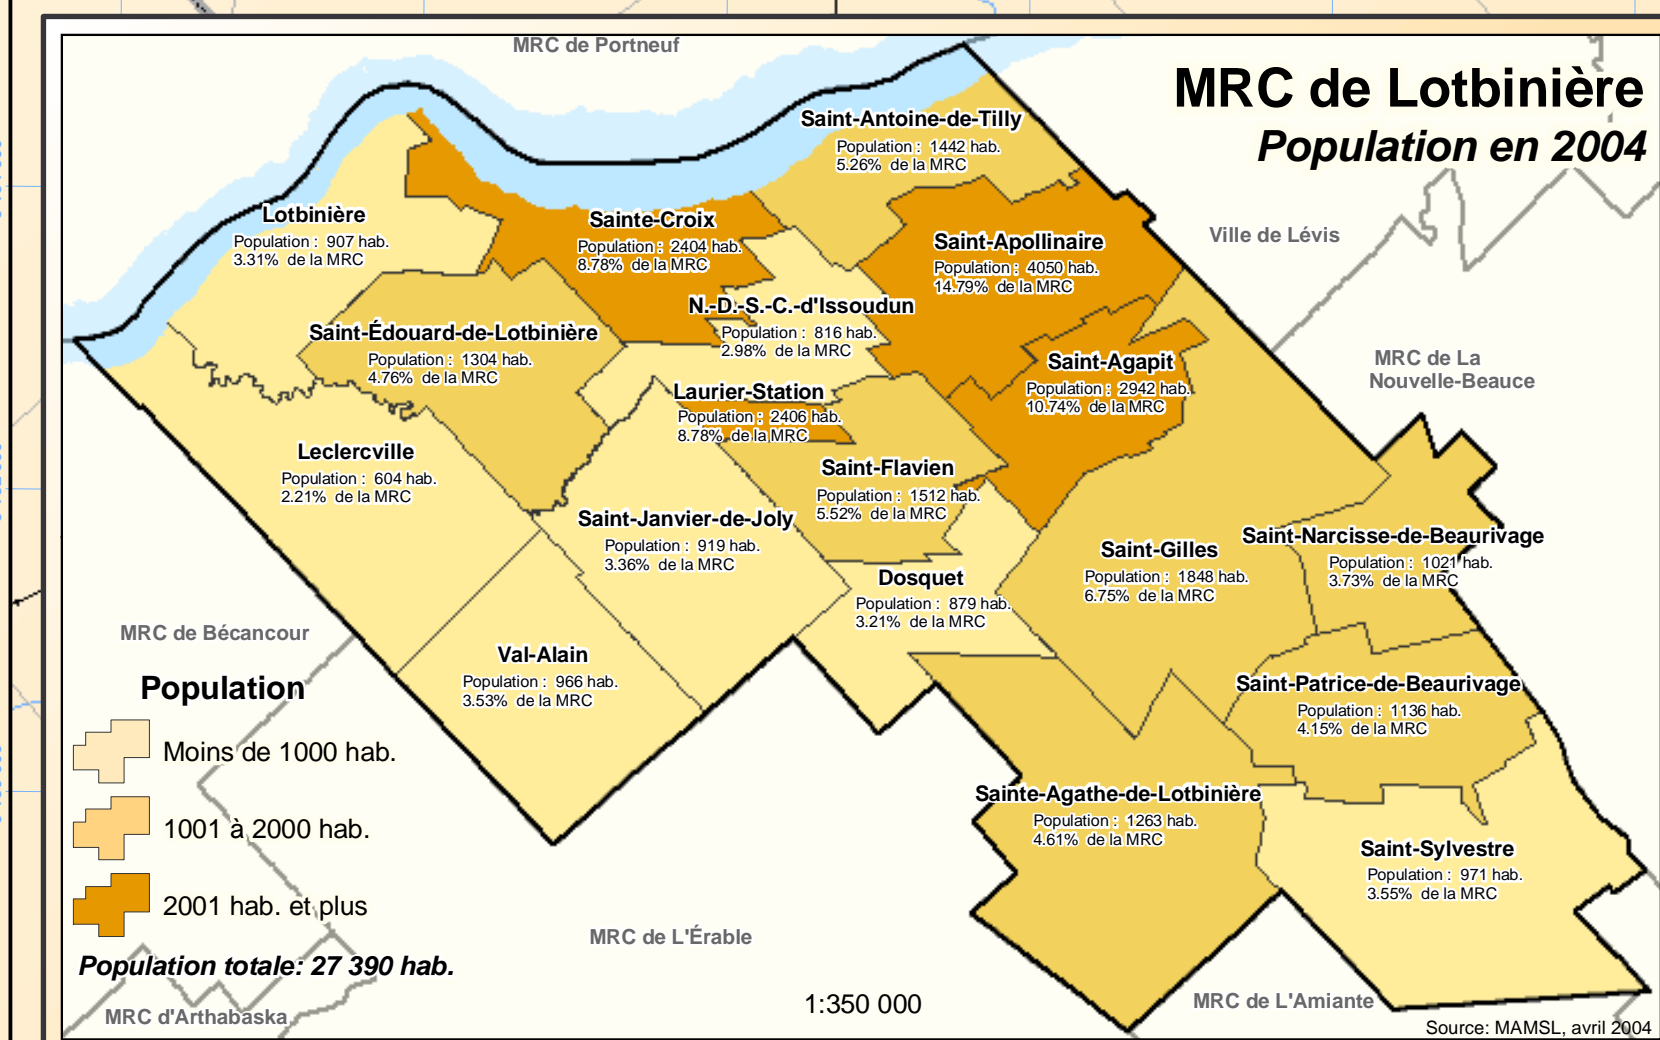 MRC de Portneuf
MRC de Lotbinière
Population en 2004
Saint-Antoine-de-Tilly
Population : 1442 hab.
5.26% de la MRC
Lotbinière
Population : 907 hab.
3.31% de la MRC
Sainte-Croix
Population : 2404 hab.
8.78% de la MRC
Saint-Apollinaire
Population : 4050 hab.
14.79% de la MRC
Ville de Lévis
N.-D.-S.-C.-d'Issoudun
Population : 816 hab.
2.98% de la MRC
Saint-Édouard-de-Lotbinière
Population : 1304 hab.
4.76% de la MRC
Saint-Agapit
Population : 2942 hab.
10.74% de la MRC
MRC de La
Nouvelle-Beauce
Laurier-Station
Population : 2406 hab.
8.78% de la MRC
Leclercville
Population : 604 hab.
2.21% de la MRC
Saint-Flavien
Population : 1512 hab.
5.52% de la MRC
Saint-Janvier-de-Joly
Population : 919 hab.
3.36% de la MRC
Saint-Gilles
Population : 1848 hab.
6.75% de la MRC
Saint-Narcisse-de-Beaurivage
Population : 1021 hab.
3.73% de la MRC
Dosquet
Population : 879 hab.
3.21% de la MRC
MRC de Bécancour
Val-Alain
Population : 966 hab.
3.53% de la MRC
Saint-Patrice-de-Beaurivage
Population : 1136 hab.
4.15% de la MRC
Sainte-Agathe-de-Lotbinière
Population : 1263 hab.
4.61% de la MRC
Saint-Sylvestre
Population : 971 hab.
3.55% de la MRC
Population
Moins de 1000 hab.
1001 à 2000 hab.
2001 hab. et plus
Population totale: 27 390 hab.
MRC de L'Érable
MRC d'Arthabaska
1:350 000
MRC de L'Amiante
Source: MAMSL, avril 2004